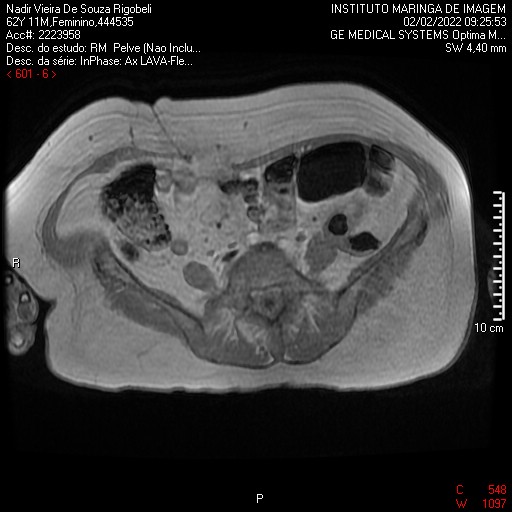 Nadir Vieira De Souza Rigobeli
62Y 11M,Feminino,444535
Acc#: 2223958
Desc. do estudo: RM Pelve (Nao Inclu...
Desc. da série: InPhase: Ax LAVA-Fle...
< 601 - 6 >
INSTITUTO MARINGA DE IMAGEM
02/02/2022 09:25:53
GE MEDICAL SYSTEMS Optima M...
SW 4,40 mm
R
10 cm
P
C 548
W 1097